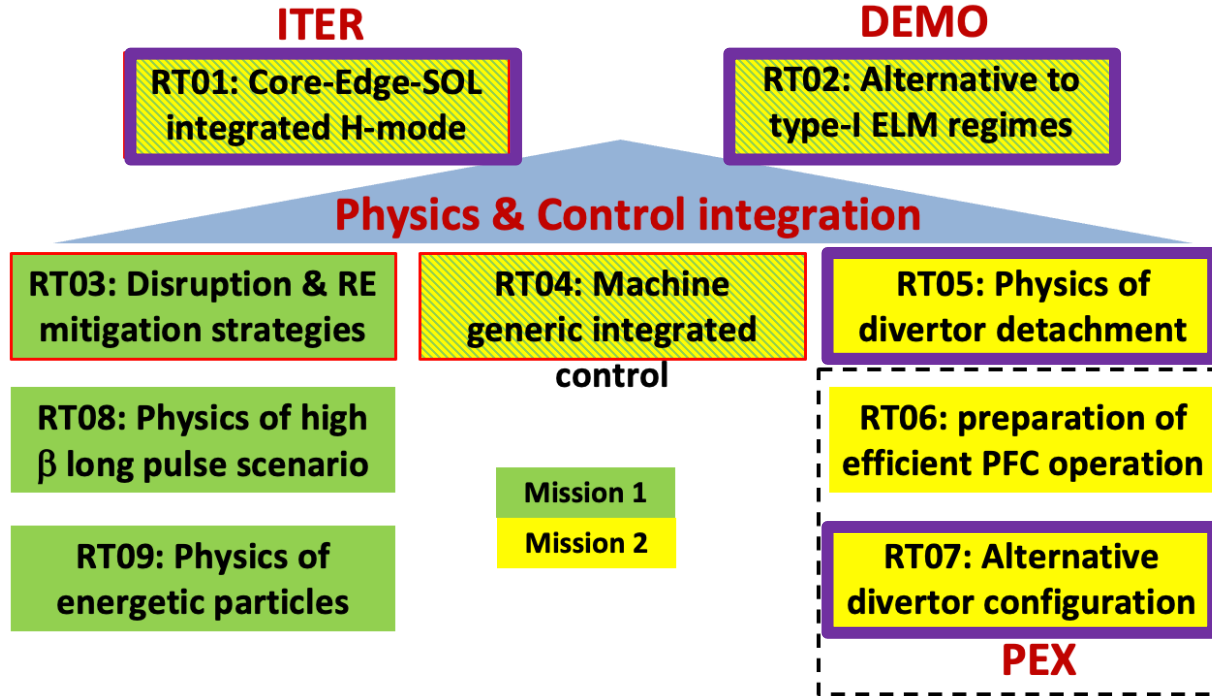 ITER
DEMO
RT01: Core-Edge-SOL
integrated H-mode
RT02: Alternative to
type-I ELM regimes
Physics & Control integration
RT03: Disruption & RE
mitigation strategies
RT04: Machine
generic integrated
control
RT05: Physics of
divertor detachment
RT08: Physics of high
β long pulse scenario
RT06: preparation of
efficient PFC operation
Mission 1
Mission 2
RT09: Physics of
energetic particles
RT07: Alternative
divertor configuration
PEX